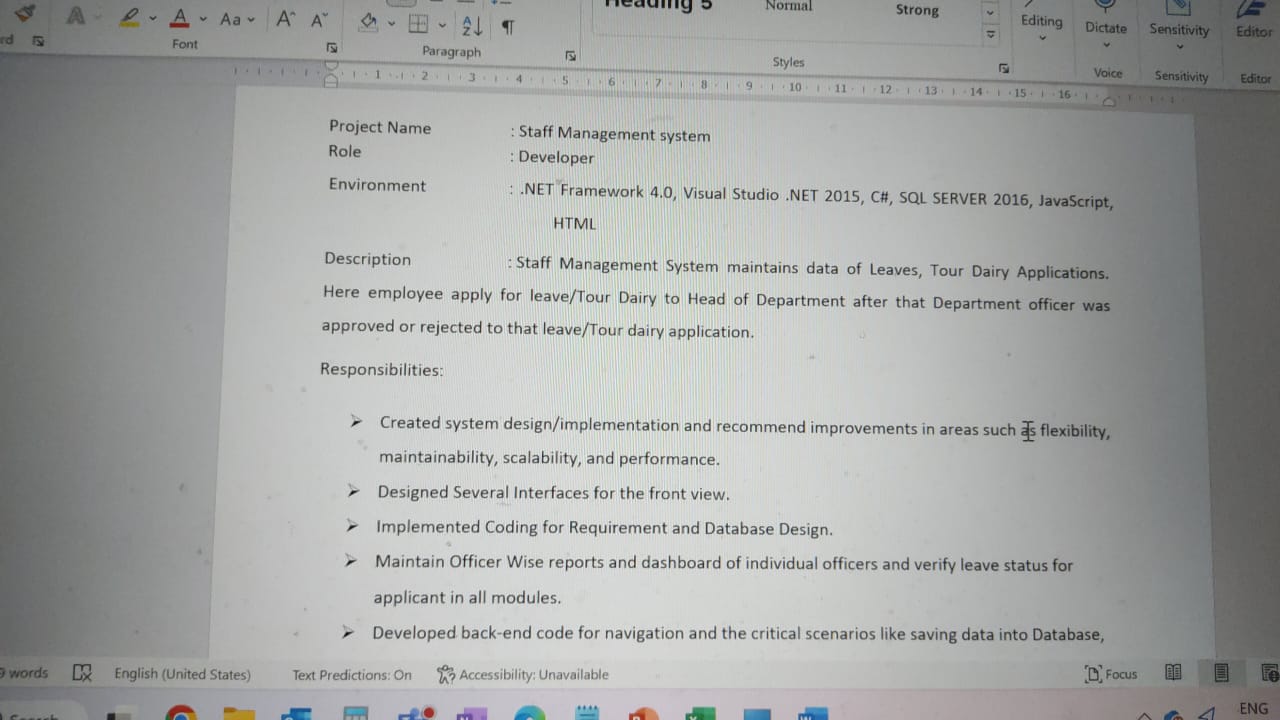 Heading 5
Normal
Strong
Editing
Dictate
Sensitivity
Editor
Aa
Font
Paragraph
Styles
Voice
Sensitivity
Editor
1 2 3 4 5 6 7 8 9 10 11 12 13 14 15 16
Project Name : Staff Management system
Role : Developer
Environment : .NET Framework 4.0, Visual Studio .NET 2015, C#, SQL SERVER 2016, JavaScript,
HTML
Description : Staff Management System maintains data of Leaves, Tour Dairy Applications.
Here employee apply for leave/Tour Dairy to Head of Department after that Department officer was
approved or rejected to that leave/Tour dairy application.
Responsibilities:
➢ Created system design/implementation and recommend improvements in areas such as flexibility,
maintainability, scalability, and performance.
➢ Designed Several Interfaces for the front view.
➢ Implemented Coding for Requirement and Database Design.
➢ Maintain Officer Wise reports and dashboard of individual officers and verify leave status for
applicant in all modules.
➢ Developed back-end code for navigation and the critical scenarios like saving data into Database,
words English (United States) Text Predictions: On Accessibility: Unavailable Focus
ENG